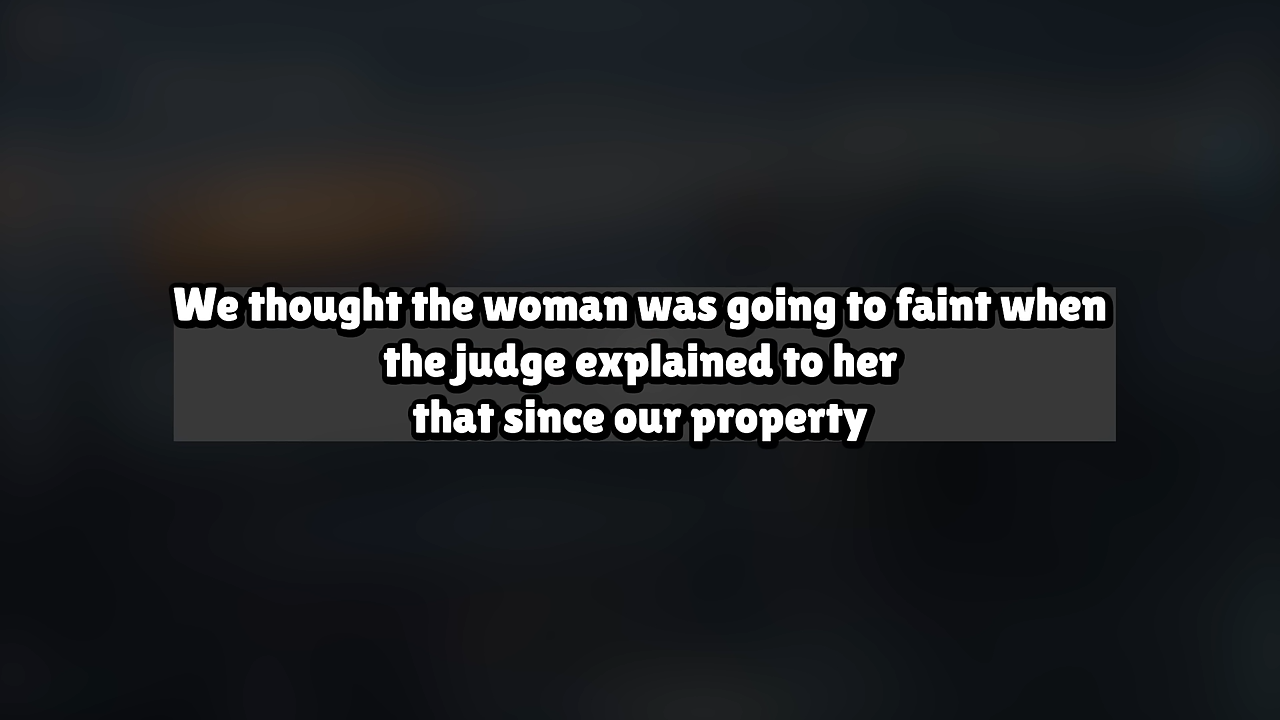 We thought the woman was going to faint when
the judge explained to her
that since our property